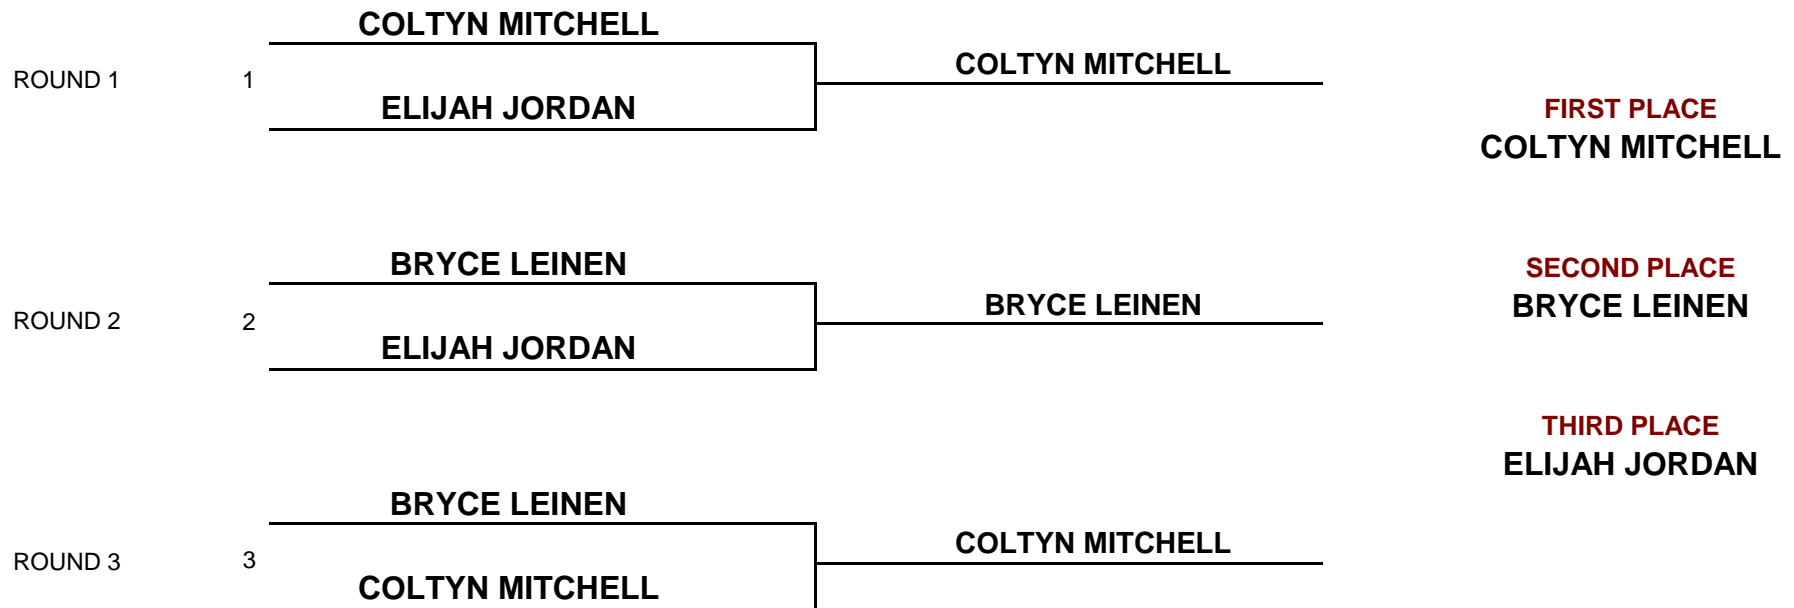 COLTYN MITCHELL
ROUND 1 1 COLTYN MITCHELL
ELIJAH JORDAN
FIRST PLACE
COLTYN MITCHELL
BRYCE LEINEN
ROUND 2 2 BRYCE LEINEN
ELIJAH JORDAN
SECOND PLACE
BRYCE LEINEN
THIRD PLACE
ELIJAH JORDAN
BRYCE LEINEN
ROUND 3 3 COLTYN MITCHELL
COLTYN MITCHELL